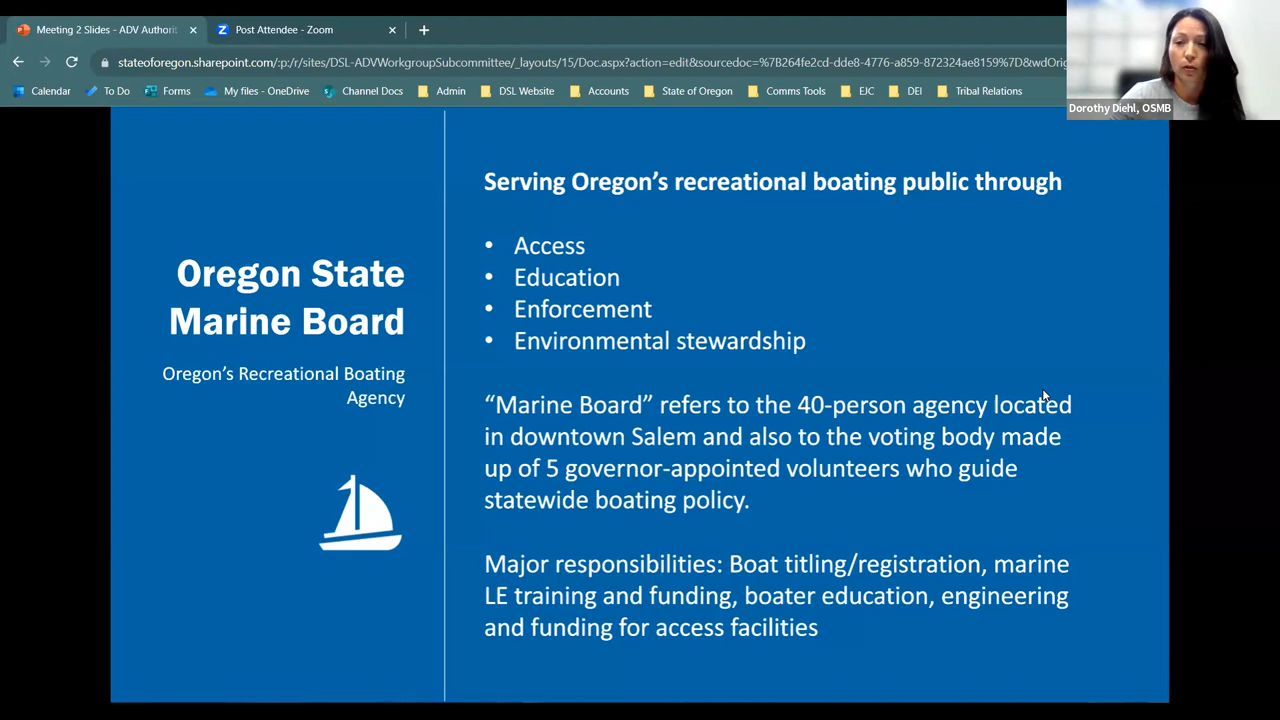 Meeting 2 Slides - ADV Authorit
Post Attendee - Zoom
stateoforegon.sharepoint.com/:p:/r/sites/DSL-ADVWorkgroupSubcommittee/_layouts/15/Doc.aspx?action=edit&sourcedoc=%7B264fe2cd-dde8-4776-a859-872324ae8159%7D&wdOrig
Calendar To Do Forms My files - OneDrive Channel Docs Admin DSL Website Accounts State of Oregon Comms Tools EJC DEI Tribal Relations
Dorothy Diehl, OSMB
Oregon State
Marine Board
Oregon's Recreational Boating
Agency
Serving Oregon's recreational boating public through
• Access
• Education
• Enforcement
• Environmental stewardship
“Marine Board” refers to the 40-person agency located
in downtown Salem and also to the voting body made
up of 5 governor-appointed volunteers who guide
statewide boating policy.
Major responsibilities: Boat titling/registration, marine
LE training and funding, boater education, engineering
and funding for access facilities